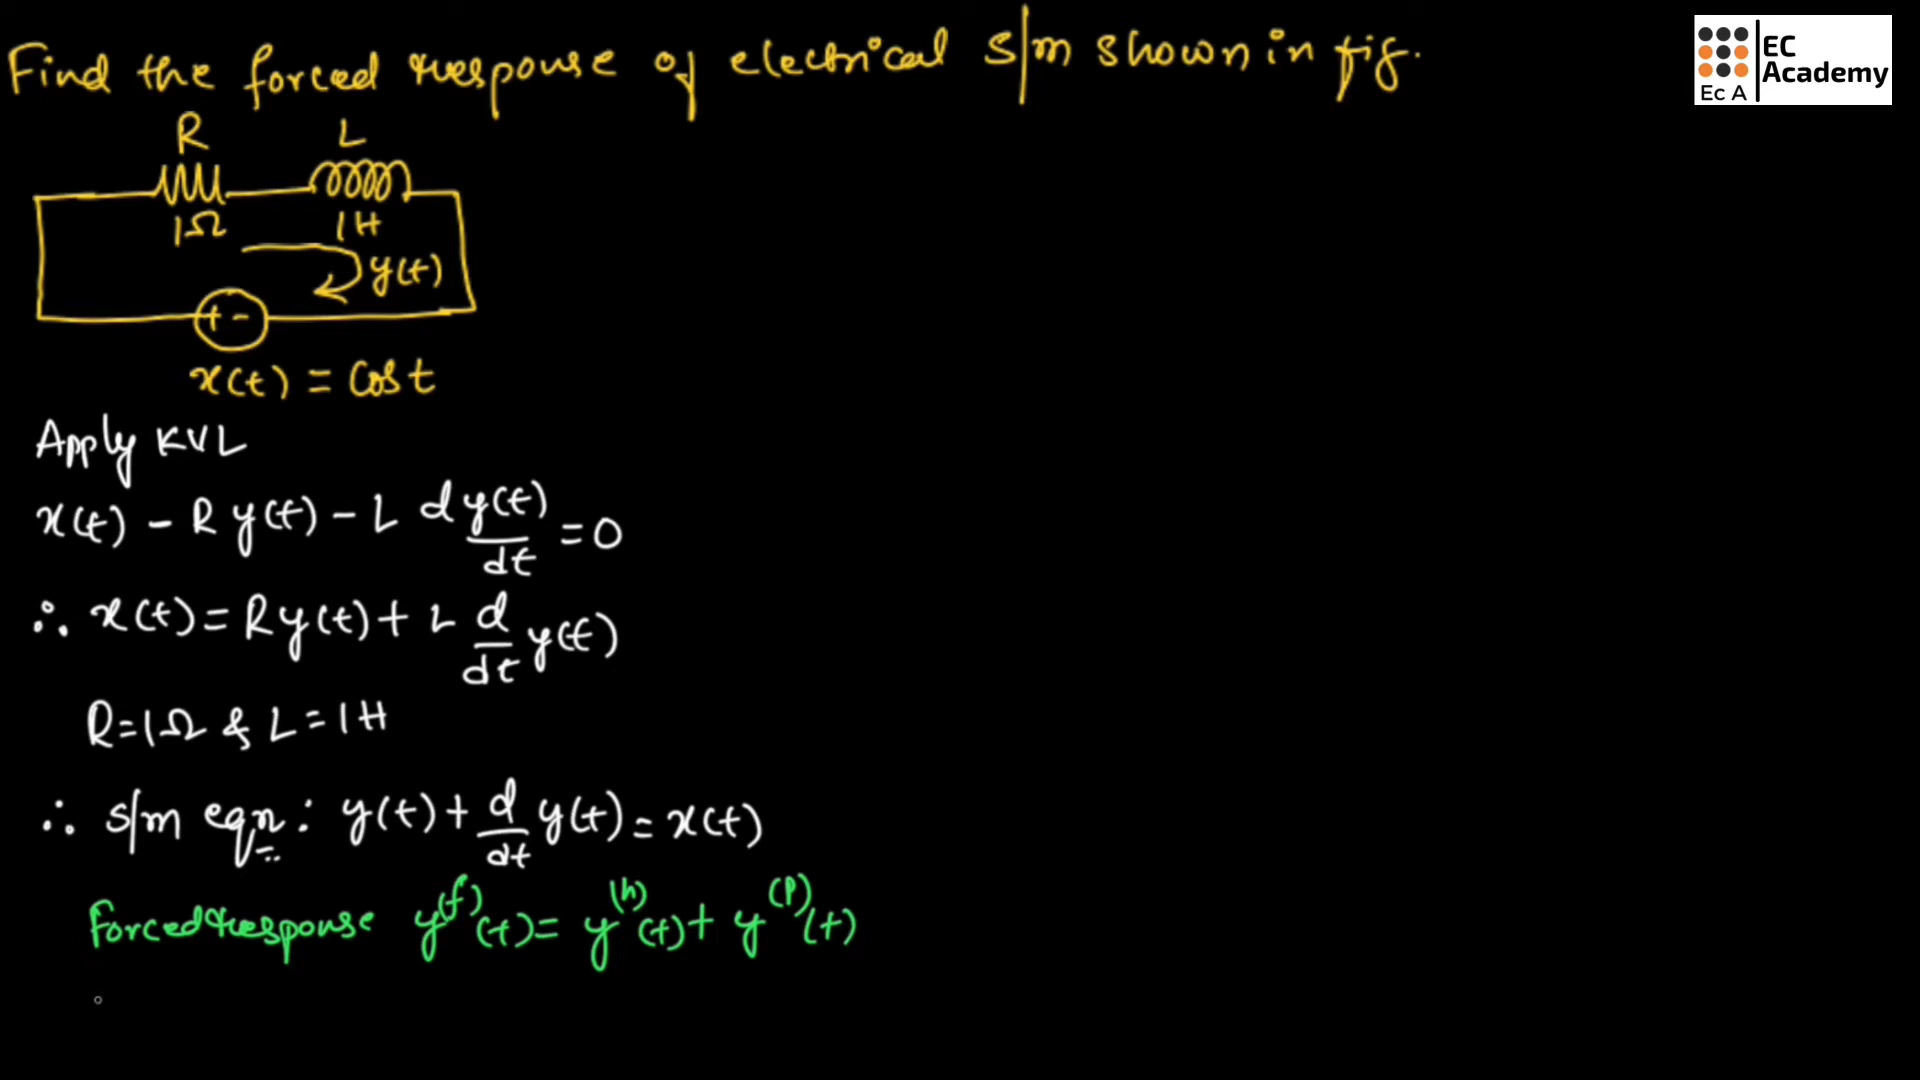 Find the forced response of electrical s/m shown in fig.
EC
Academy
Ec A
R L
1Ω 1H
y(t)
+ -
x(t) = Cos t
Apply KVL
x(t) - R y(t) - L dy(t)/dt = 0
∴ x(t) = Ry(t) + L d/dt y(t)
R=1Ω & L=1H
∴ s/m eqn: y(t) + d/dt y(t) = x(t)
Forced response y^(f)(t) = y^(h)(t) + y^(P)(t)